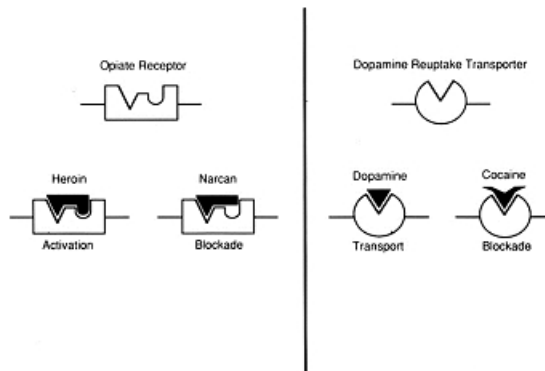 Opiate Receptor
Heroin
Narcan
Activation
Blockade
Dopamine Reuptake Transporter
Dopamine
Cocaine
Transport
Blockade